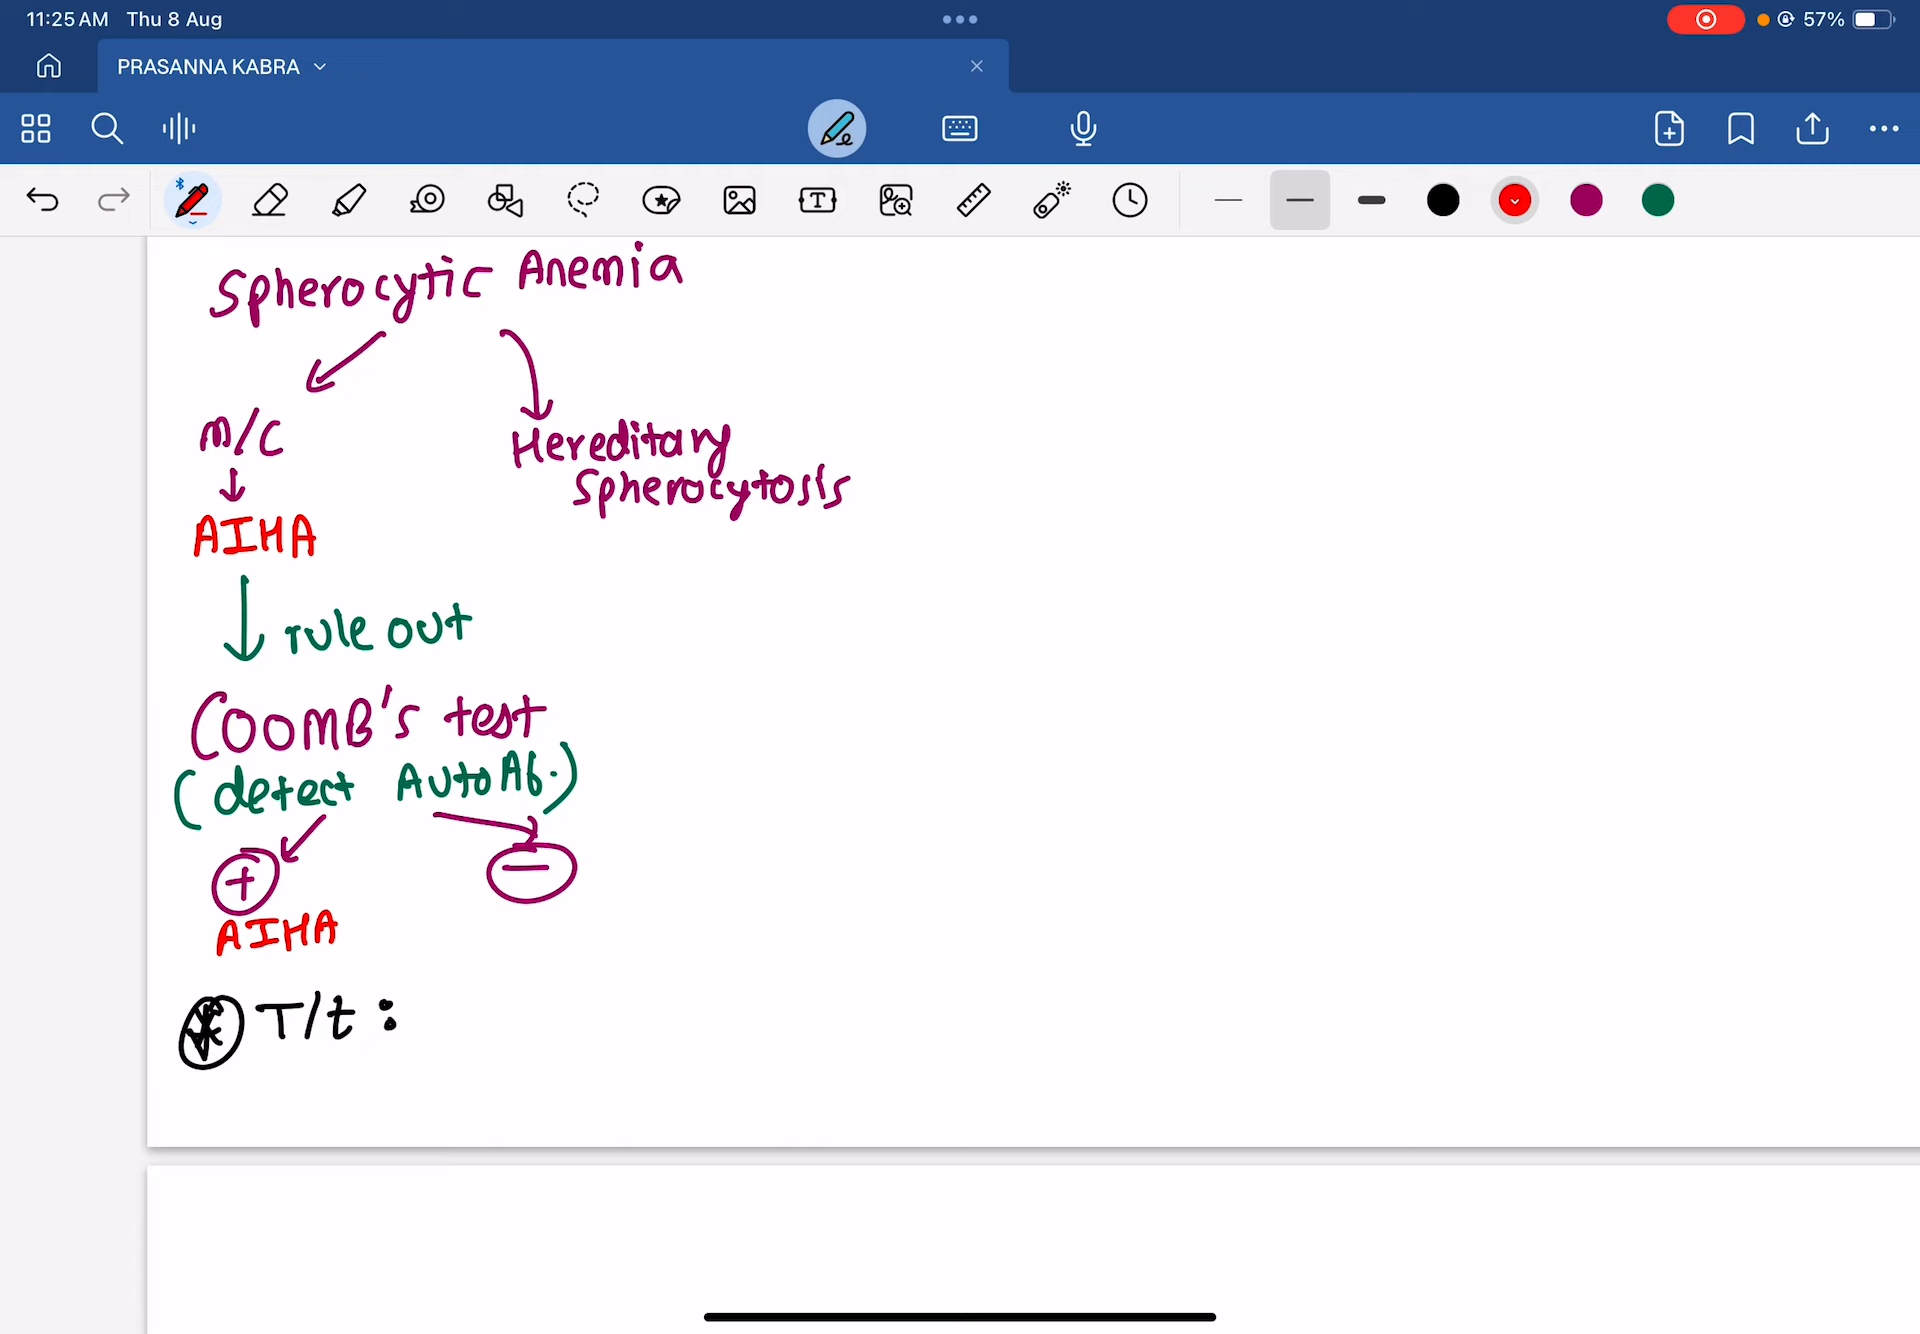 11:25 AM Thu 8 Aug
57%
PRASANNA KABRA
Spherocytic Anemia
M/C
Hereditary
Spherocytosis
AIHA
rule out
COOMB's test
(detect AutoAb.)
+
−
AIHA
T/t :